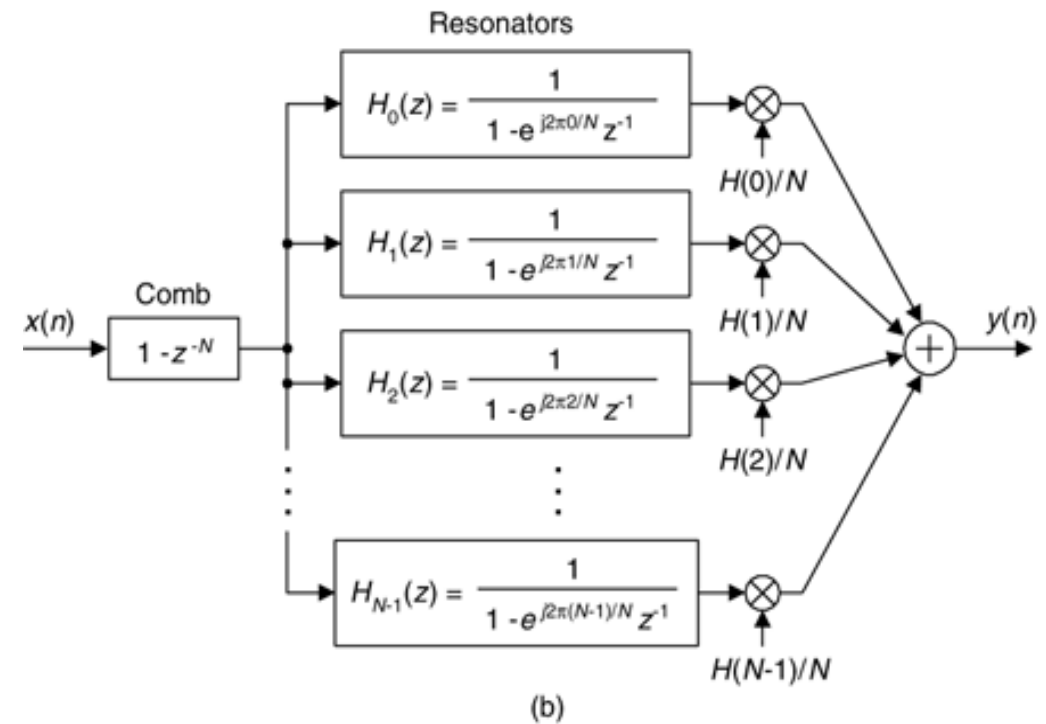 Resonators
H₀(z) = 1 / (1 -e^(j2π0/N) z⁻¹)
H(0)/N
H₁(z) = 1 / (1 -e^(j2π1/N) z⁻¹)
H(1)/N
Comb
x(n)
1 -z^-N
y(n)
H₂(z) = 1 / (1 -e^(j2π2/N) z⁻¹)
H(2)/N
H_N-1(z) = 1 / (1 -e^(j2π(N-1)/N) z⁻¹)
H(N-1)/N
(b)